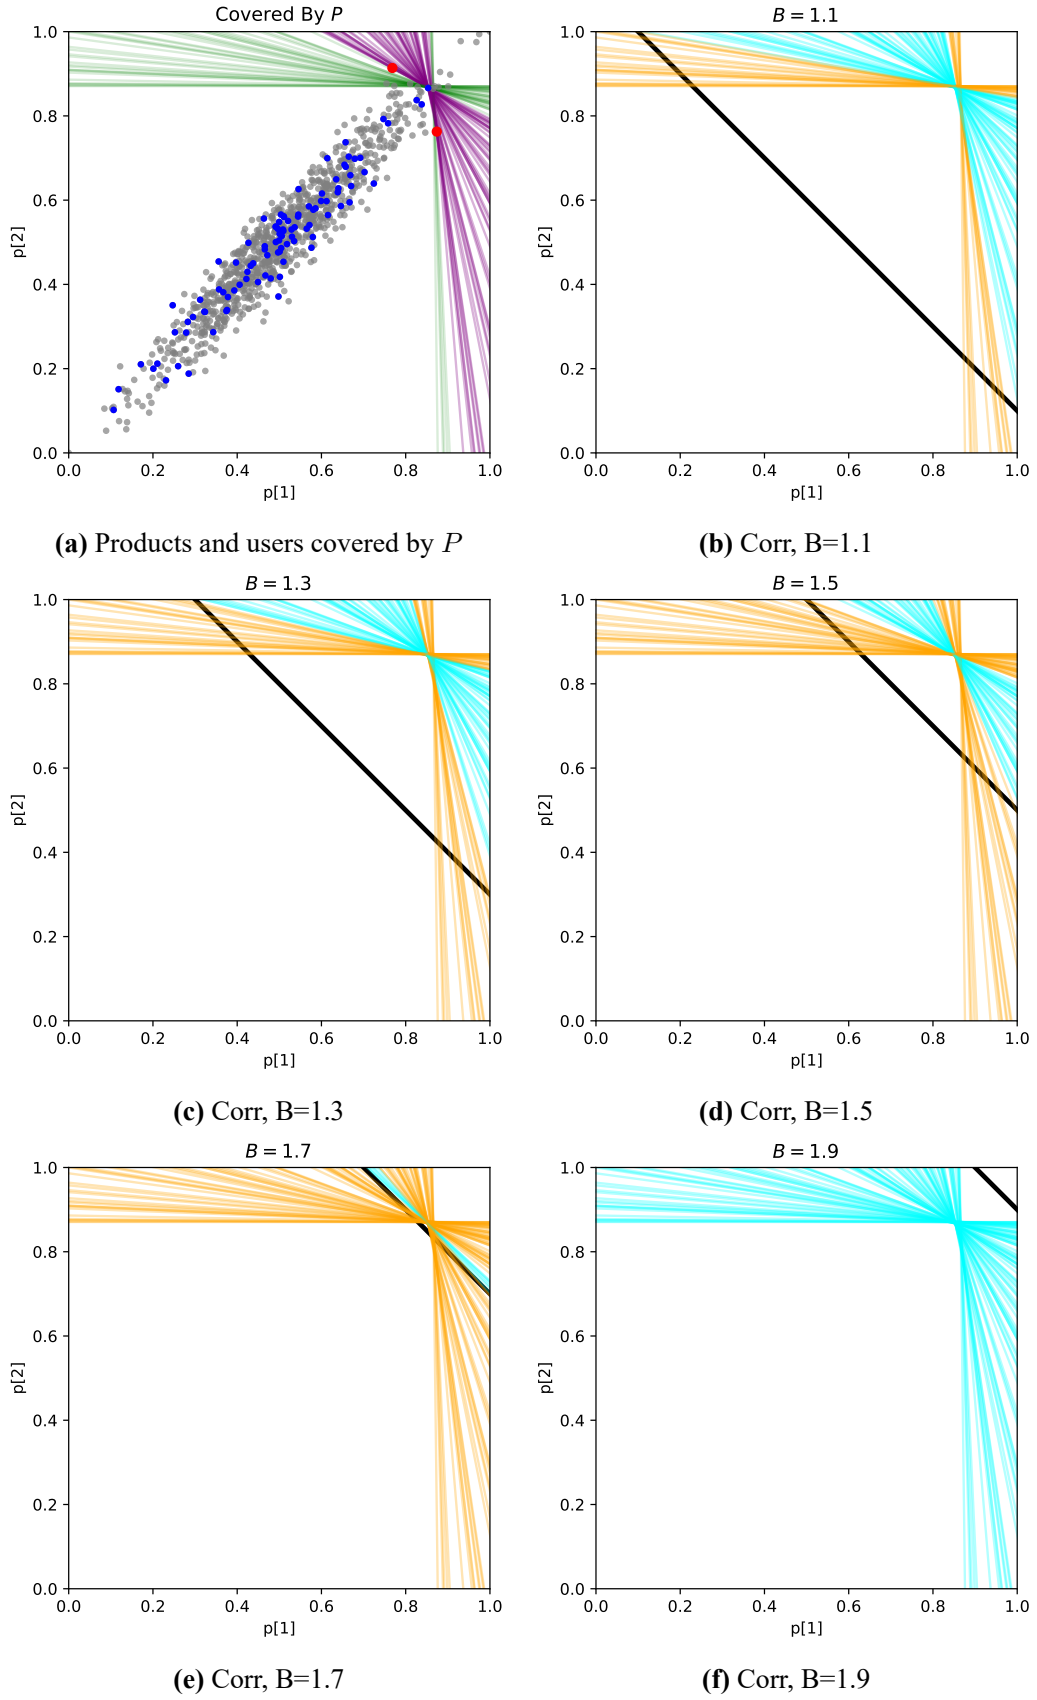 Covered By P
1.0
0.8
0.6
0.4
0.2
0.0
p[2]
0.0 0.2 0.4 0.6 0.8 1.0
p[1]
(a) Products and users covered by P
B = 1.1
1.0
0.8
0.6
0.4
0.2
0.0
p[2]
0.0 0.2 0.4 0.6 0.8 1.0
p[1]
(b) Corr, B=1.1
B = 1.3
1.0
0.8
0.6
0.4
0.2
0.0
p[2]
0.0 0.2 0.4 0.6 0.8 1.0
p[1]
(c) Corr, B=1.3
B = 1.5
1.0
0.8
0.6
0.4
0.2
0.0
p[2]
0.0 0.2 0.4 0.6 0.8 1.0
p[1]
(d) Corr, B=1.5
B = 1.7
1.0
0.8
0.6
0.4
0.2
0.0
p[2]
0.0 0.2 0.4 0.6 0.8 1.0
p[1]
(e) Corr, B=1.7
B = 1.9
1.0
0.8
0.6
0.4
0.2
0.0
p[2]
0.0 0.2 0.4 0.6 0.8 1.0
p[1]
(f) Corr, B=1.9